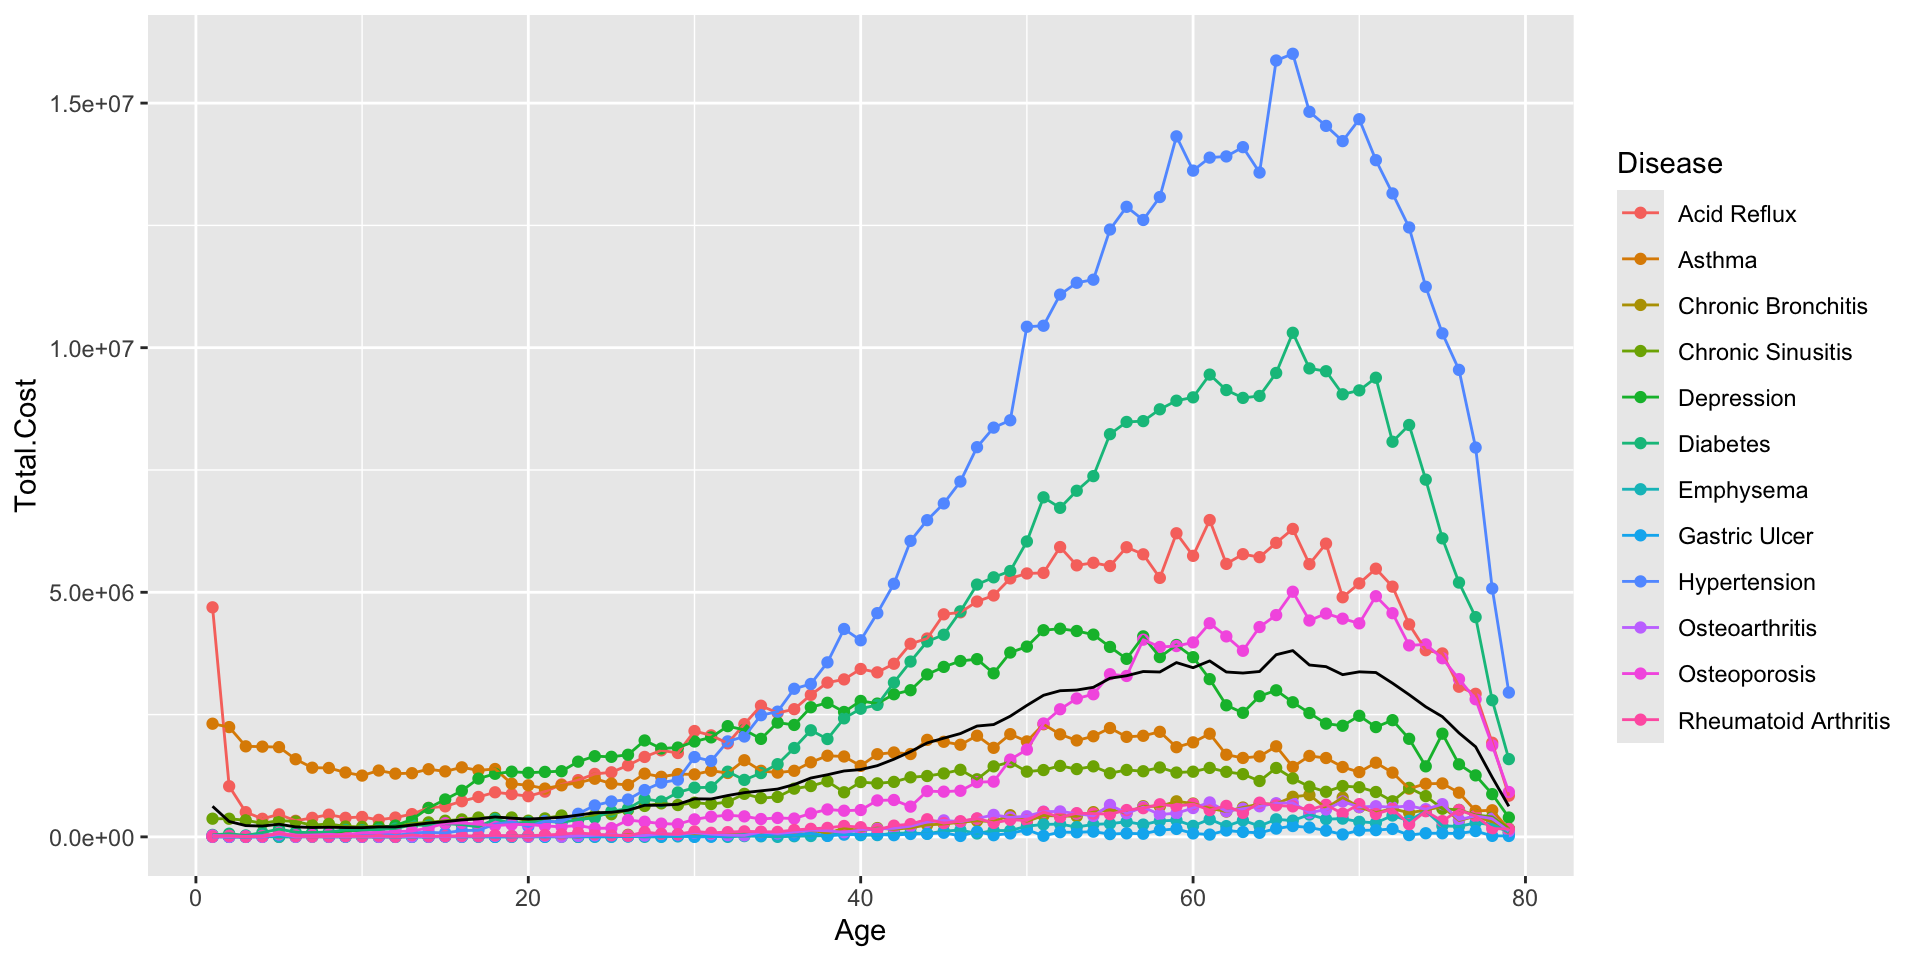 Total.Cost
1.5e+07
1.0e+07
5.0e+06
0.0e+00
0
20
40
60
80
Age
Disease
Acid Reflux
Asthma
Chronic Bronchitis
Chronic Sinusitis
Depression
Diabetes
Emphysema
Gastric Ulcer
Hypertension
Osteoarthritis
Osteoporosis
Rheumatoid Arthritis